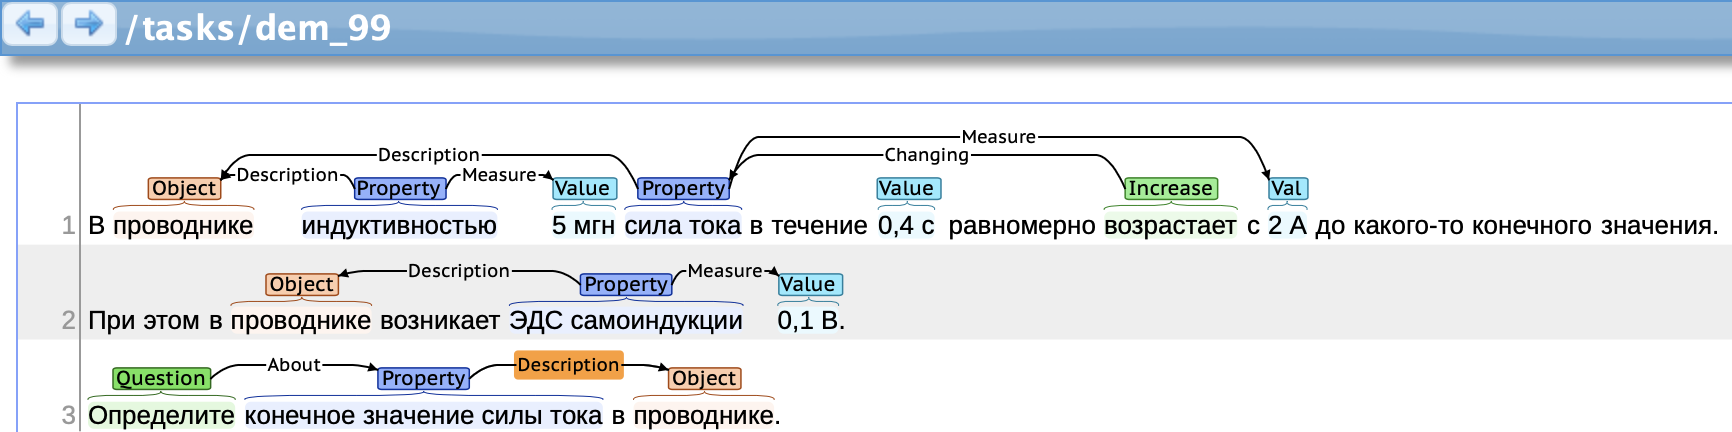 /tasks/dem_99
Measure
Description Changing
Description Measure
Object Property Value Property Value Increase Val
1 В проводнике индуктивностью 5 мгн сила тока в течение 0,4 с равномерно возрастает с 2 А до какого-то конечного значения.
Description Measure
Object Property Value
2 При этом в проводнике возникает ЭДС самоиндукции 0,1 В.
About Description
Question Property Object
3 Определите конечное значение силы тока в проводнике.